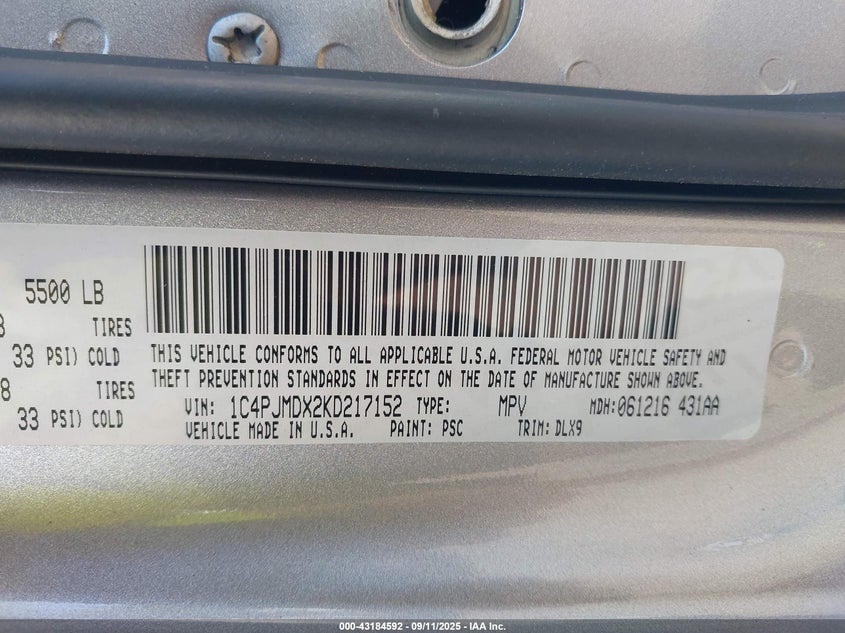 5500 LB
8 TIRES
33 PSI) COLD
8 TIRES
33 PSI) COLD
THIS VEHICLE CONFORMS TO ALL APPLICABLE U.S.A. FEDERAL MOTOR VEHICLE SAFETY AND
THEFT PREVENTION STANDARDS IN EFFECT ON THE DATE OF MANUFACTURE SHOWN ABOVE.
VIN: 1C4PJMDX2KD217152 TYPE: MPV MDH:061216 431AA
VEHICLE MADE IN U.S.A. PAINT: PSC TRIM: DLX9
000-43184592 - 09/11/2025 - IAA Inc.